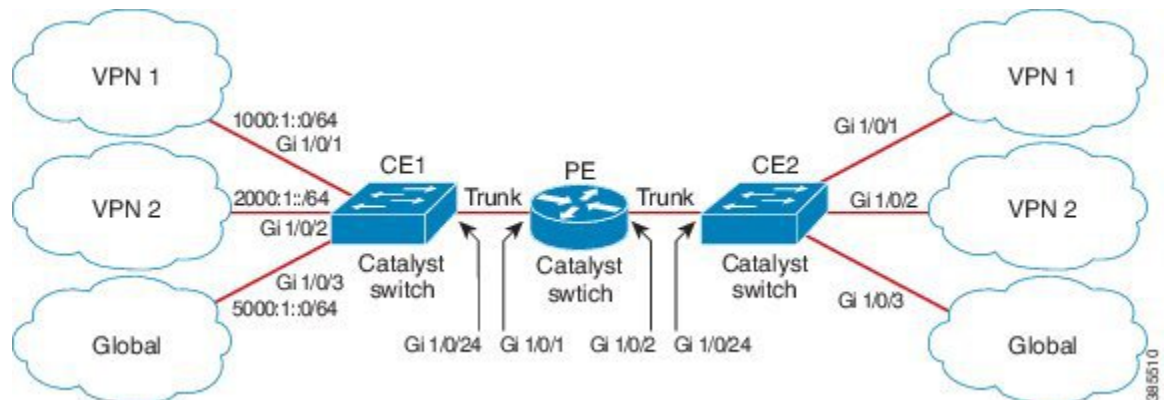 VPN 1
1000:1::0/64
Gi 1/0/1
VPN 2
2000:1::/64
Gi 1/0/2
Gi 1/0/3
5000:1::0/64
Global
CE1
Trunk
PE
Trunk
CE2
Catalyst
switch
Catalyst
swtich
Catalyst
switch
Gi 1/0/24
Gi 1/0/1
Gi 1/0/2
Gi 1/0/24
Gi 1/0/1
VPN 1
Gi 1/0/2
VPN 2
Gi 1/0/3
Global
385510